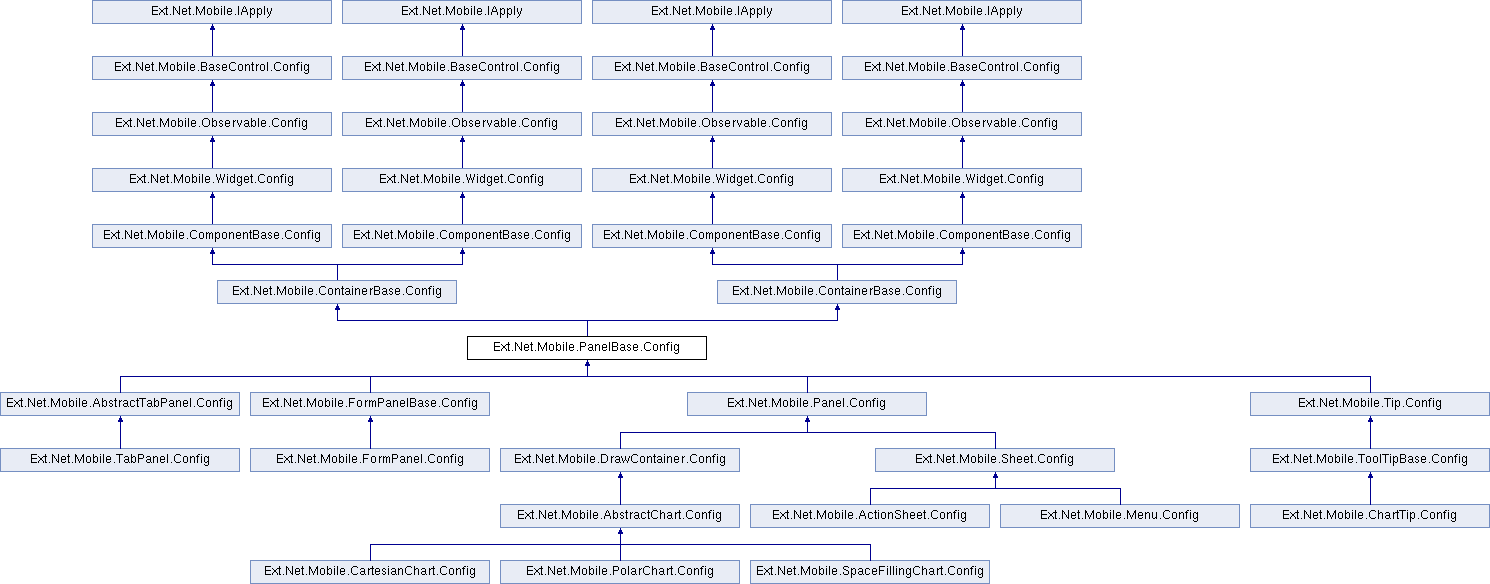 Ext.Net.Mobile.IApply
Ext.Net.Mobile.IApply
Ext.Net.Mobile.IApply
Ext.Net.Mobile.IApply
Ext.Net.Mobile.BaseControl.Config
Ext.Net.Mobile.BaseControl.Config
Ext.Net.Mobile.BaseControl.Config
Ext.Net.Mobile.BaseControl.Config
Ext.Net.Mobile.Observable.Config
Ext.Net.Mobile.Observable.Config
Ext.Net.Mobile.Observable.Config
Ext.Net.Mobile.Observable.Config
Ext.Net.Mobile.Widget.Config
Ext.Net.Mobile.Widget.Config
Ext.Net.Mobile.Widget.Config
Ext.Net.Mobile.Widget.Config
Ext.Net.Mobile.ComponentBase.Config
Ext.Net.Mobile.ComponentBase.Config
Ext.Net.Mobile.ComponentBase.Config
Ext.Net.Mobile.ComponentBase.Config
Ext.Net.Mobile.ContainerBase.Config
Ext.Net.Mobile.ContainerBase.Config
Ext.Net.Mobile.PanelBase.Config
Ext.Net.Mobile.AbstractTabPanel.Config
Ext.Net.Mobile.FormPanelBase.Config
Ext.Net.Mobile.Panel.Config
Ext.Net.Mobile.Tip.Config
Ext.Net.Mobile.TabPanel.Config
Ext.Net.Mobile.FormPanel.Config
Ext.Net.Mobile.DrawContainer.Config
Ext.Net.Mobile.Sheet.Config
Ext.Net.Mobile.ToolTipBase.Config
Ext.Net.Mobile.AbstractChart.Config
Ext.Net.Mobile.ActionSheet.Config
Ext.Net.Mobile.Menu.Config
Ext.Net.Mobile.ChartTip.Config
Ext.Net.Mobile.CartesianChart.Config
Ext.Net.Mobile.PolarChart.Config
Ext.Net.Mobile.SpaceFillingChart.Config